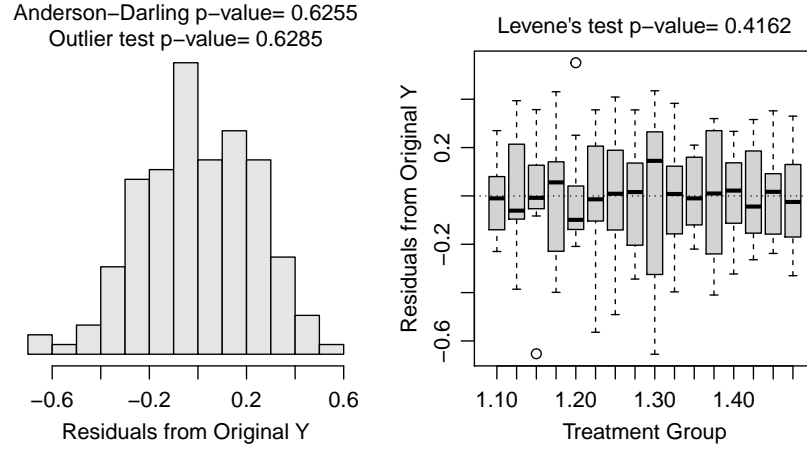 Anderson−Darling p−value= 0.6255
Outlier test p−value= 0.6285
−0.6 −0.2 0.2 0.6
Residuals from Original Y
Levene's test p−value= 0.4162
Residuals from Original Y
0.2
−0.2
−0.6
1.10 1.20 1.30 1.40
Treatment Group